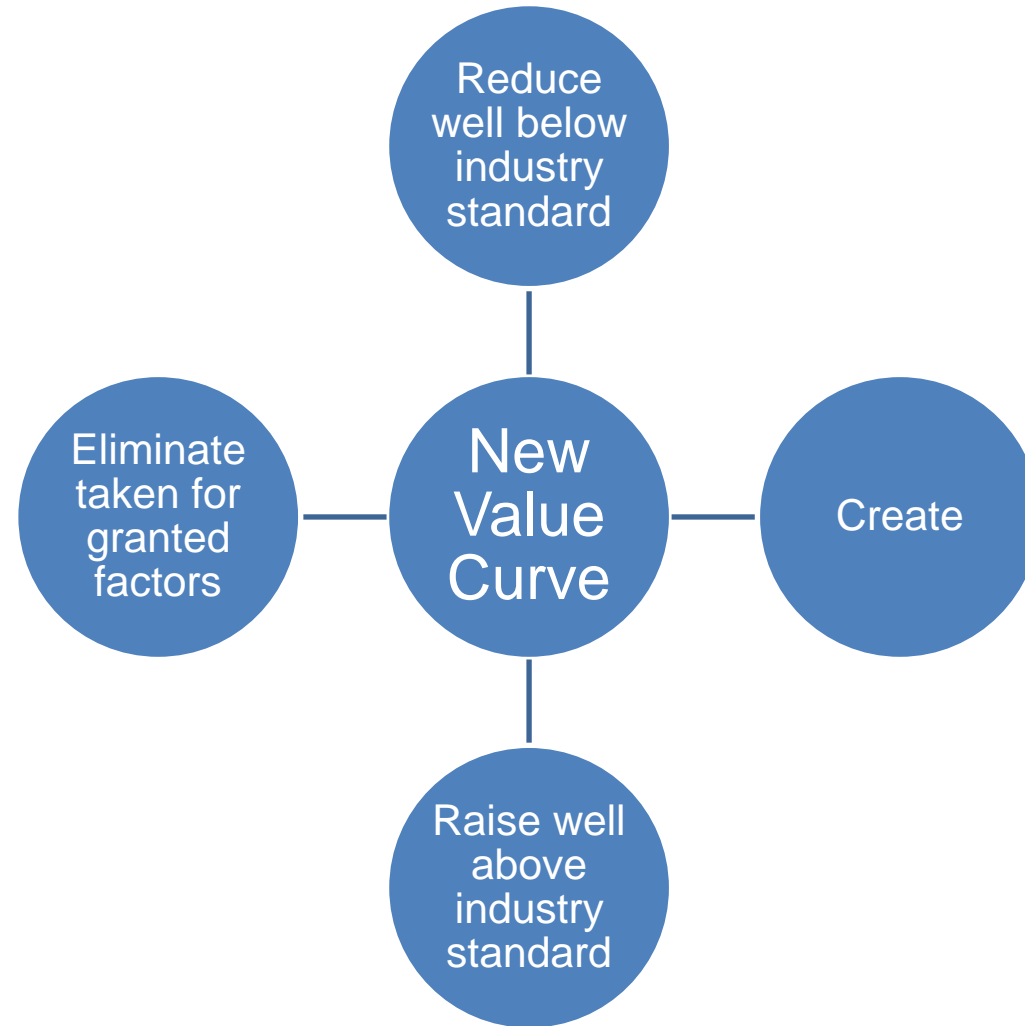 Reduce
well below
industry
standard
Eliminate
taken for
granted
factors
New
Value
Curve
Create
Raise well
above
industry
standard